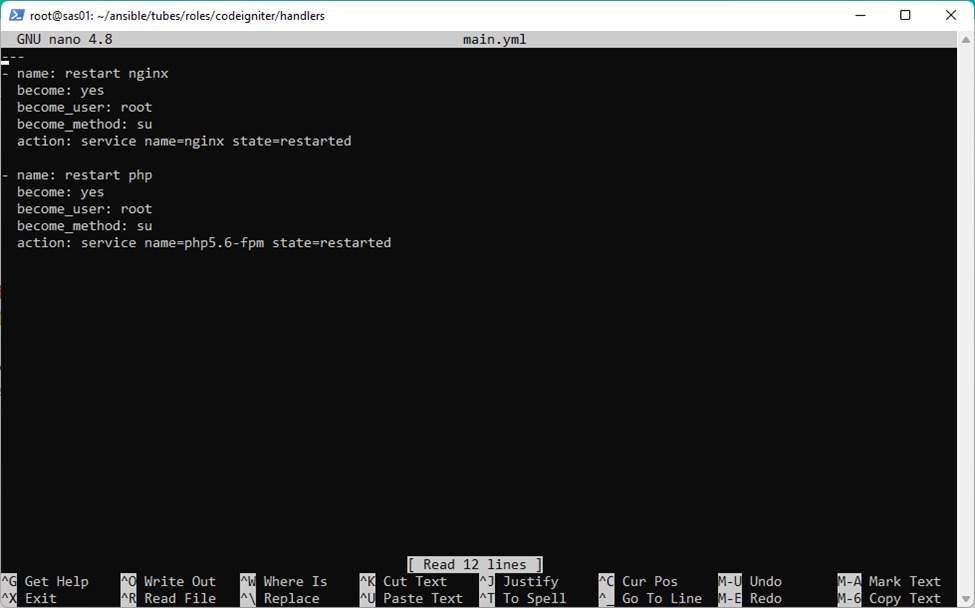 root@sas01: ~/ansible/tubes/roles/codeigniter/handlers
GNU nano 4.8 main.yml
---
- name: restart nginx
  become: yes
  become_user: root
  become_method: su
  action: service name=nginx state=restarted

- name: restart php
  become: yes
  become_user: root
  become_method: su
  action: service name=php5.6-fpm state=restarted
[ Read 12 lines ]
^G Get Help ^O Write Out ^W Where Is ^K Cut Text ^J Justify ^C Cur Pos M-U Undo M-A Mark Text
^X Exit ^R Read File ^\ Replace ^U Paste Text ^T To Spell ^_ Go To Line M-E Redo M-6 Copy Text